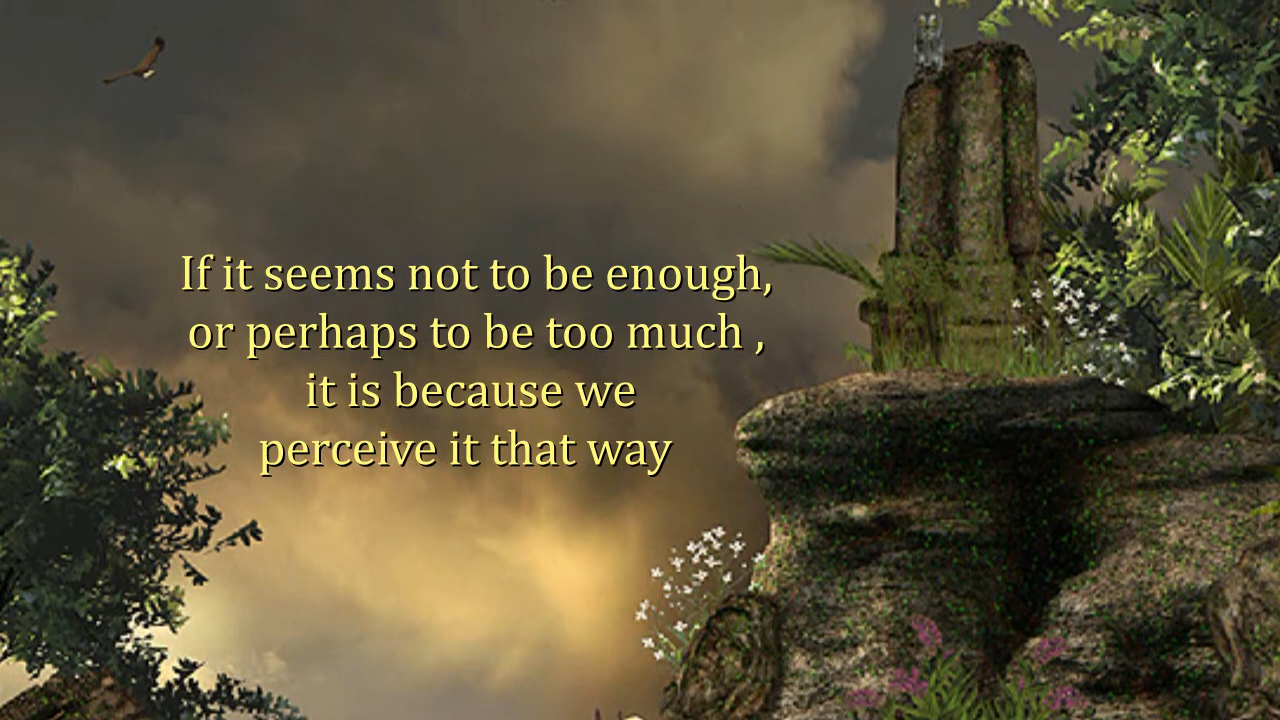 If it seems not to be enough,
or perhaps to be too much ,
it is because we
perceive it that way